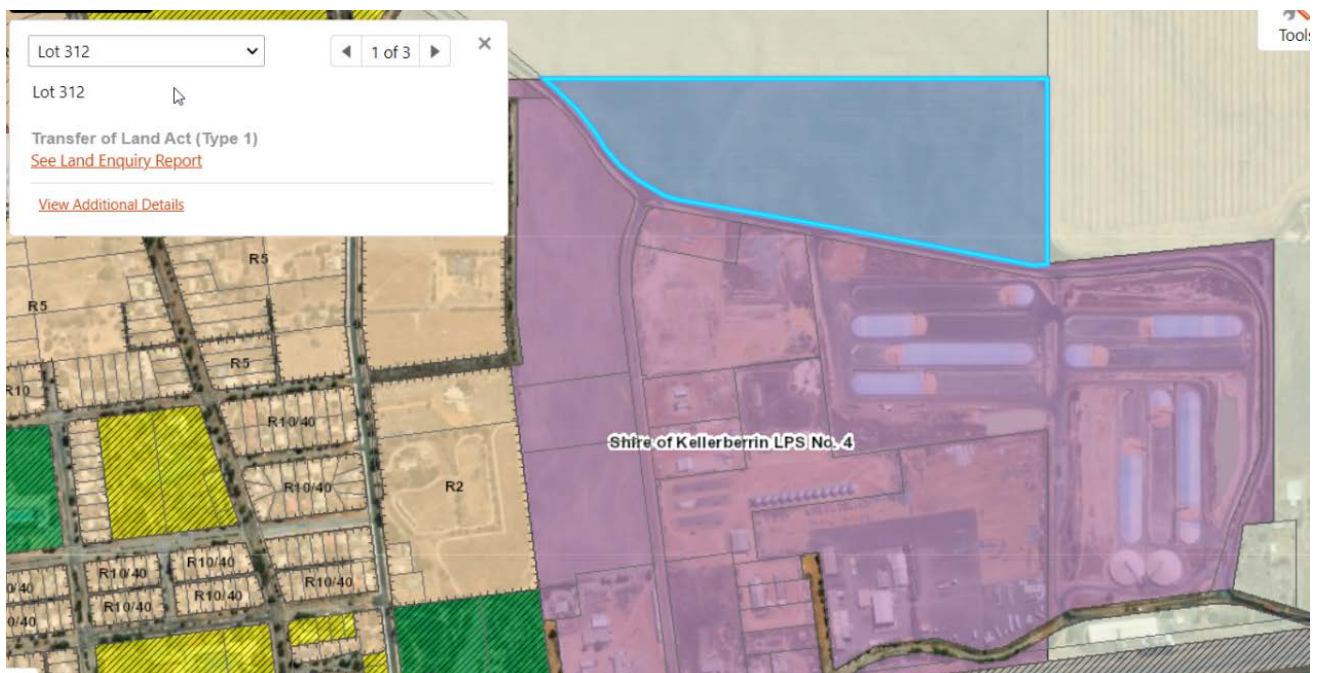 Lot 312
1 of 3
Lot 312
Transfer of Land Act (Type 1)
See Land Enquiry Report
View Additional Details
Tools
R5
R5
R5
R10
R10/40
Shire of Kellerberrin LPS No. 4
R10/40
R2
R10/40
R10/40
R10/40
0/40
R10/40
R10/40
0/40